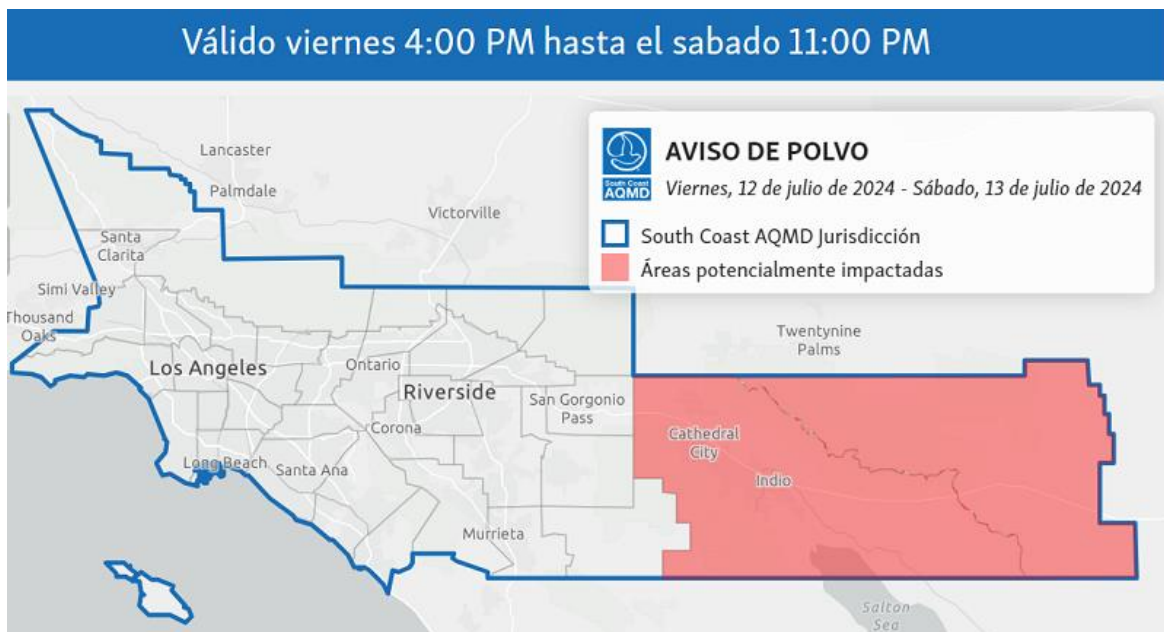 Válido viernes 4:00 PM hasta el sabado 11:00 PM
South Coast
AQMD
AVISO DE POLVO
Viernes, 12 de julio de 2024 - Sábado, 13 de julio de 2024
South Coast AQMD Jurisdicción
Áreas potencialmente impactadas
Lancaster
Palmdale
Victorville
Santa
Clarita
Simi Valley
Thousand
Oaks
Twentynine
Palms
Los Angeles
Ontario
Riverside
San Gorgonio
Pass
Corona
Cathedral
City
Long Beach
Santa Ana
Indio
Murrieta
Salton
Sea